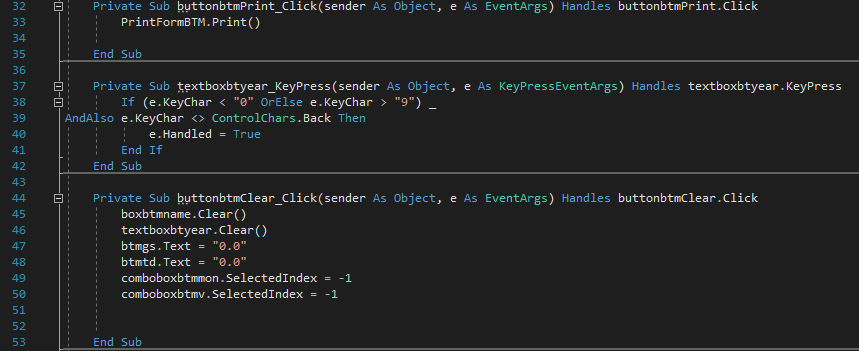 32 Private Sub buttonbtmPrint_Click(sender As Object, e As EventArgs) Handles buttonbtmPrint.Click
33 PrintFormBTM.Print()
34
35 End Sub
36
37 Private Sub textboxbtyear_KeyPress(sender As Object, e As KeyPressEventArgs) Handles textboxbtyear.KeyPress
38 If (e.KeyChar < "0" OrElse e.KeyChar > "9") _
39 AndAlso e.KeyChar <> ControlChars.Back Then
40 e.Handled = True
41 End If
42 End Sub
43
44 Private Sub buttonbtmClear_Click(sender As Object, e As EventArgs) Handles buttonbtmClear.Click
45 boxbtmname.Clear()
46 textboxbtyear.Clear()
47 btmgs.Text = "0.0"
48 btmtd.Text = "0.0"
49 comboboxbtmmon.SelectedIndex = -1
50 comboboxbtmv.SelectedIndex = -1
51
52
53 End Sub